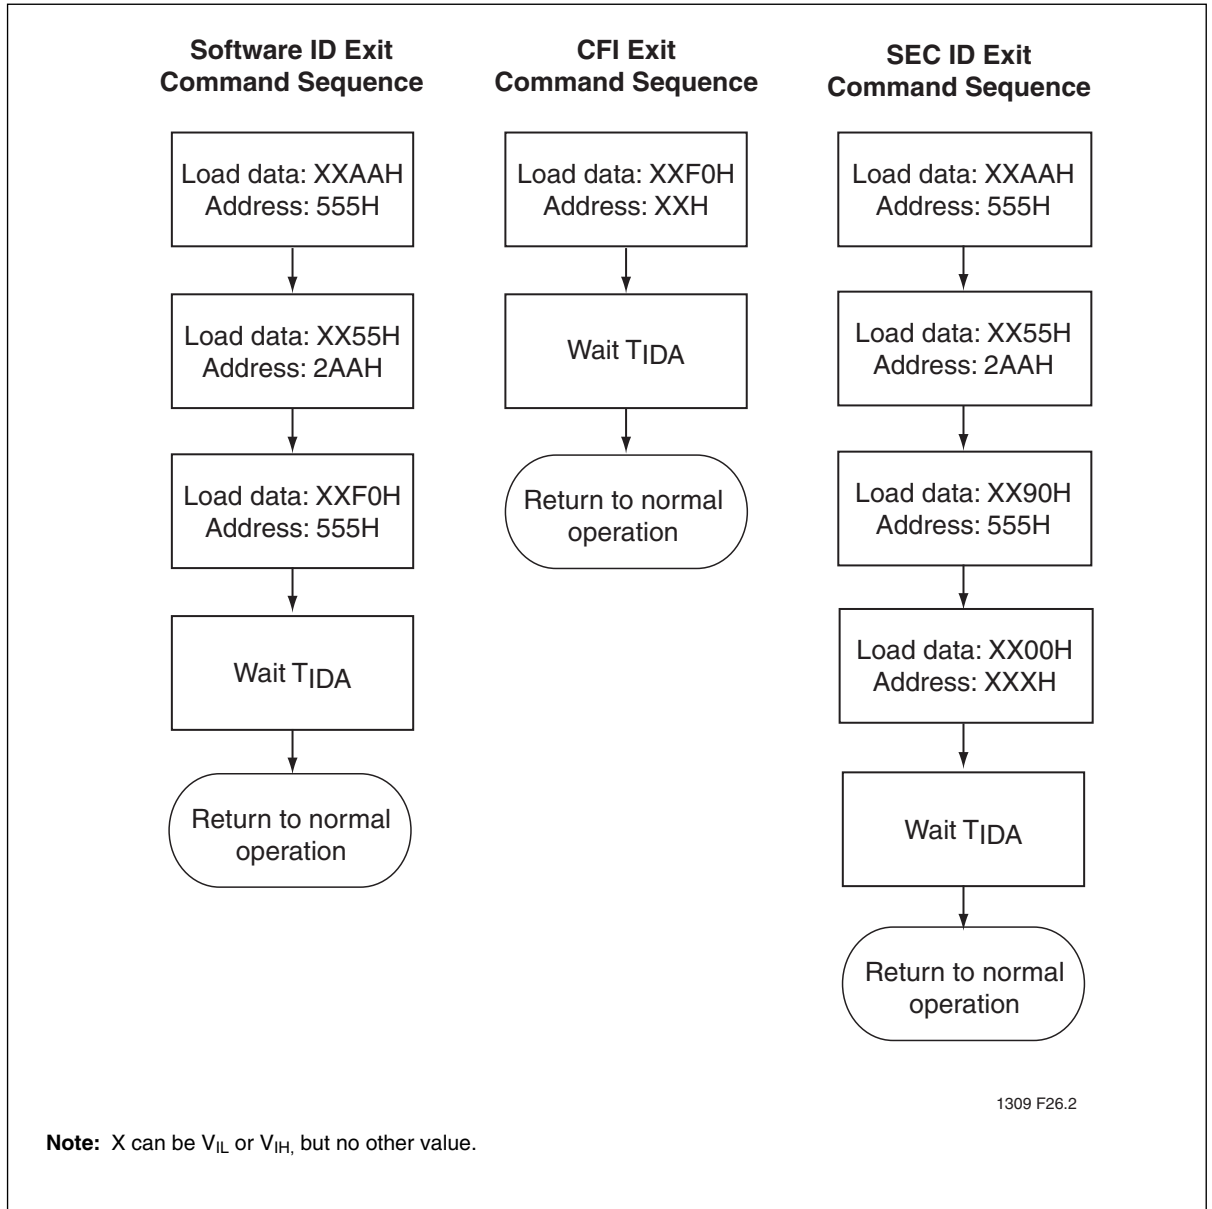 Software ID Exit
Command Sequence
Load data: XXAAH
Address: 555H
Load data: XX55H
Address: 2AAH
Load data: XXF0H
Address: 555H
Wait TIDA
Return to normal
operation
CFI Exit
Command Sequence
Load data: XXF0H
Address: XXH
Wait TIDA
Return to normal
operation
SEC ID Exit
Command Sequence
Load data: XXAAH
Address: 555H
Load data: XX55H
Address: 2AAH
Load data: XX90H
Address: 555H
Load data: XX00H
Address: XXXH
Wait TIDA
Return to normal
operation
1309 F26.2
Note: X can be VIL or VIH, but no other value.